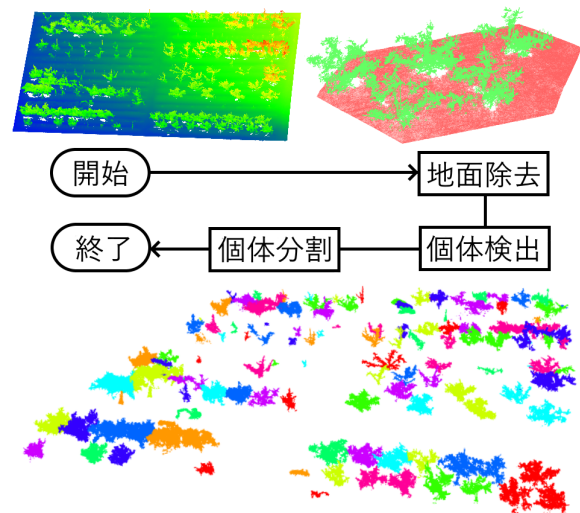 開始
地面除去
終了
個体分割
個体検出